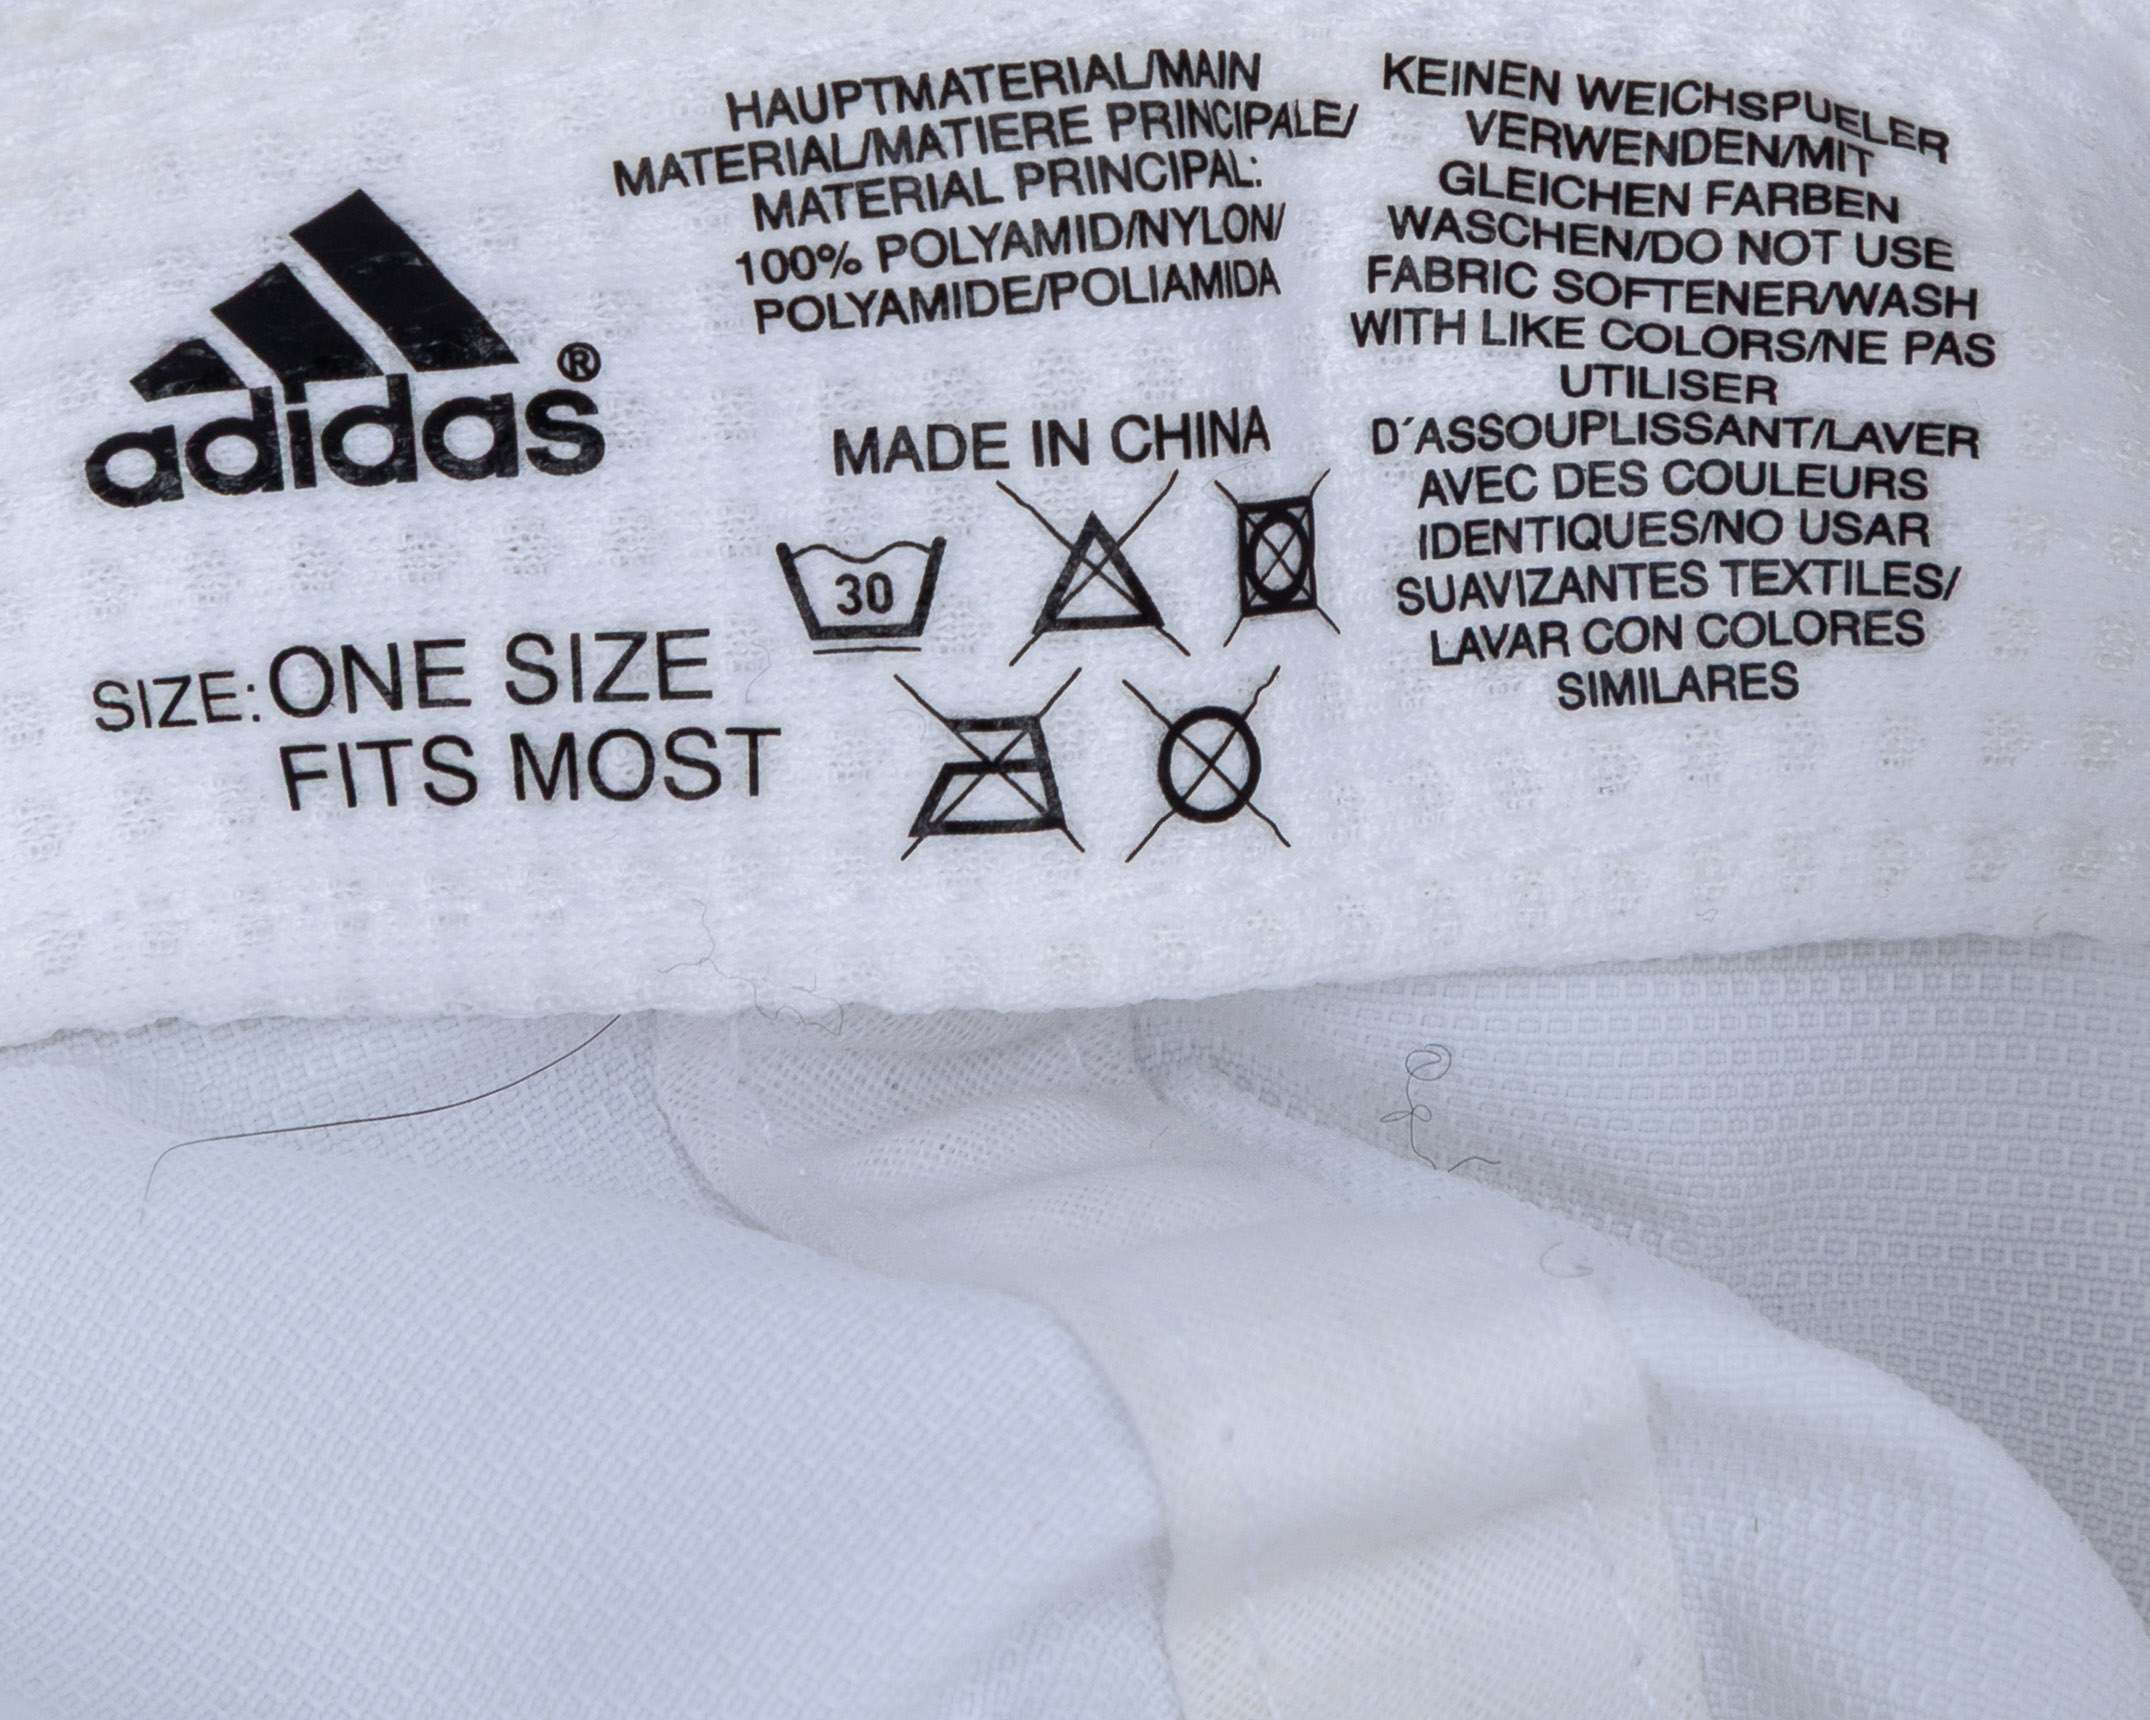 adidas®
SIZE: ONE SIZE
FITS MOST
HAUPTMATERIAL/MAIN
MATERIAL/MATIERE PRINCIPALE/
MATERIAL PRINCIPAL:
100% POLYAMID/NYLON/
POLYAMIDE/POLIAMIDA
MADE IN CHINA
30
KEINEN WEICHSPUELER
VERWENDEN/MIT
GLEICHEN FARBEN
WASCHEN/DO NOT USE
FABRIC SOFTENER/WASH
WITH LIKE COLORS/NE PAS
UTILISER
D´ASSOUPLISSANT/LAVER
AVEC DES COULEURS
IDENTIQUES/NO USAR
SUAVIZANTES TEXTILES/
LAVAR CON COLORES
SIMILARES